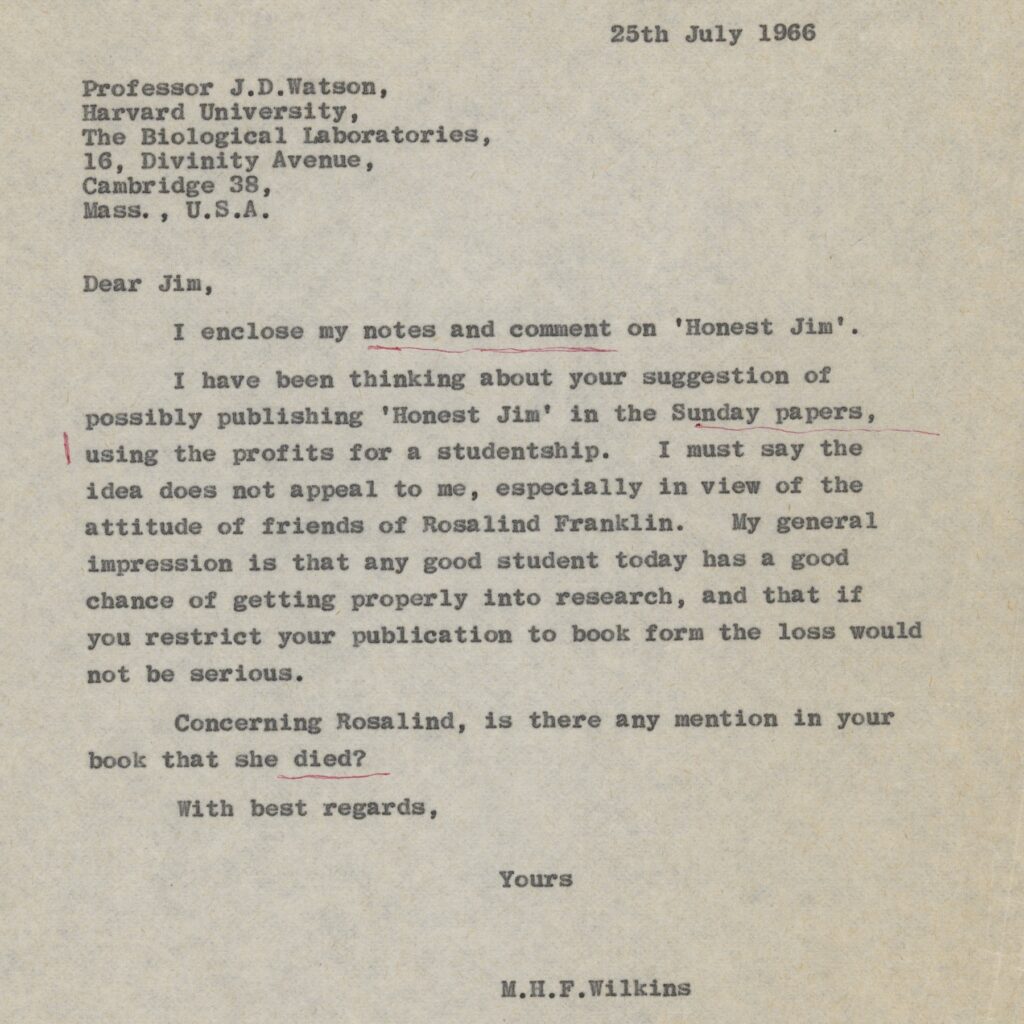 25th July 1966
Professor J.D.Watson,
Harvard University,
The Biological Laboratories,
16, Divinity Avenue,
Cambridge 38,
Mass., U.S.A.
Dear Jim,
I enclose my notes and comment on 'Honest Jim'.
I have been thinking about your suggestion of
possibly publishing 'Honest Jim' in the Sunday papers,
using the profits for a studentship. I must say the
idea does not appeal to me, especially in view of the
attitude of friends of Rosalind Franklin. My general
impression is that any good student today has a good
chance of getting properly into research, and that if
you restrict your publication to book form the loss would
not be serious.
Concerning Rosalind, is there any mention in your
book that she died?
With best regards,
Yours
M.H.F.Wilkins